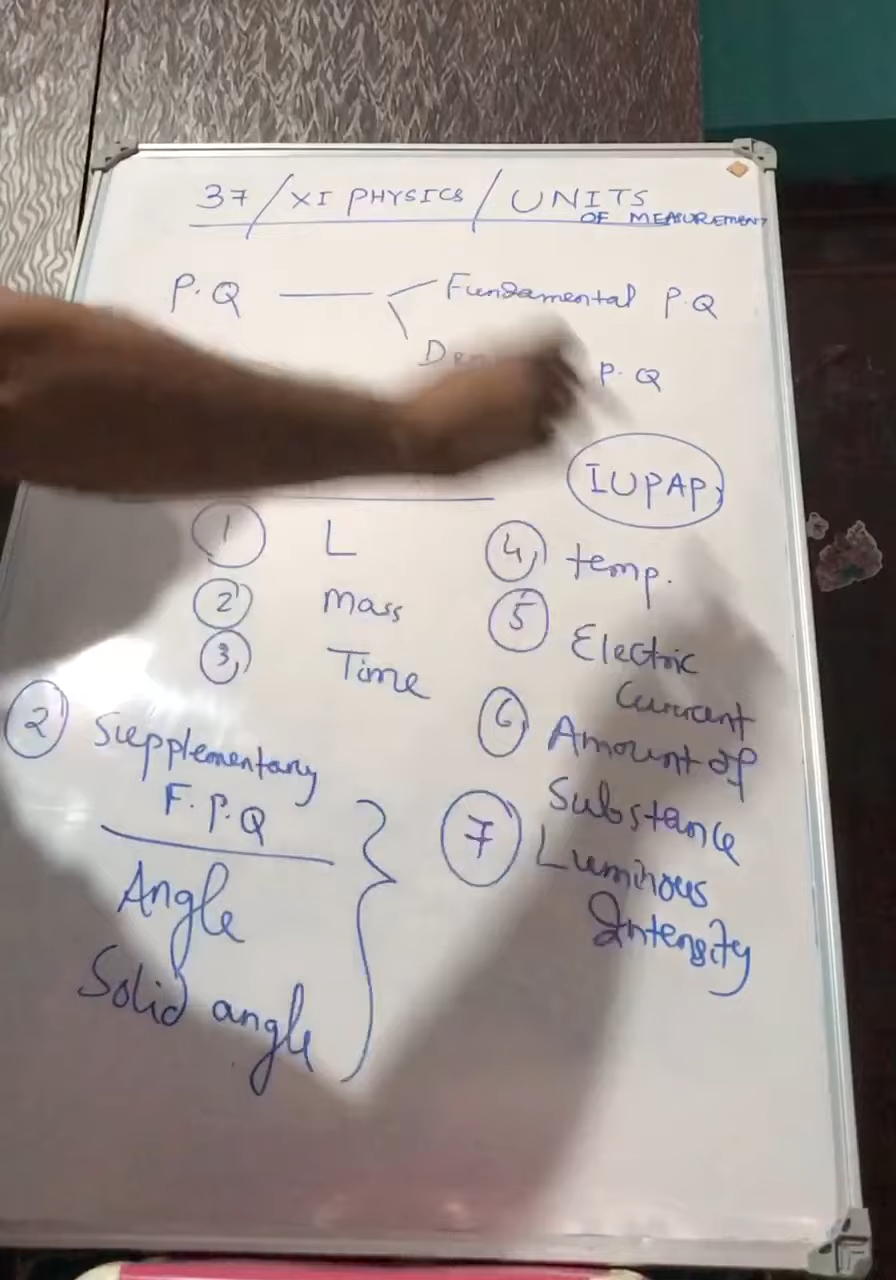 37 / XI PHYSICS / UNITS
OF MEASUREMENT
P.Q — Fundamental P.Q
P.Q
IUPAP
1 L
2 Mass
3 Time
4 temp.
5 Electric
Current
6 Amount of
Substance
7 Luminous
Intensity
2 Supplementary
F.P.Q
Angle
Solid angle